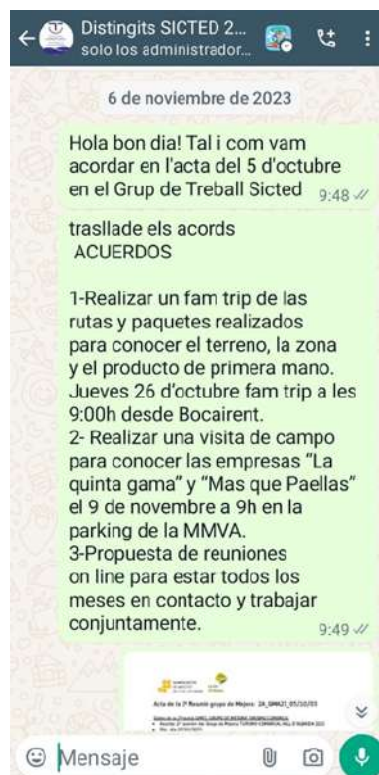 Distingits SICTED 2...
solo los administrador...
6 de noviembre de 2023
Hola bon dia! Tal i com vam
acordar en l'acta del 5 d'octubre
en el Grup de Treball Sicted
9:48
trasllade els acords
ACUERDOS
1-Realizar un fam trip de las
rutas y paquetes realizados
para conocer el terreno, la zona
y el producto de primera mano.
Jueves 26 d'octubre fam trip a les
9:00h desde Bocairent.
2- Realizar una visita de campo
para conocer las empresas "La
quinta gama" y "Mas que Paellas"
el 9 de noviembre a 9h en la
parking de la MMVA.
3-Propuesta de reuniones
on line para estar todos los
meses en contacto y trabajar
conjuntamente.
9:49
Acta de la 2ª Reunió grupo de Mejora:
Mensaje